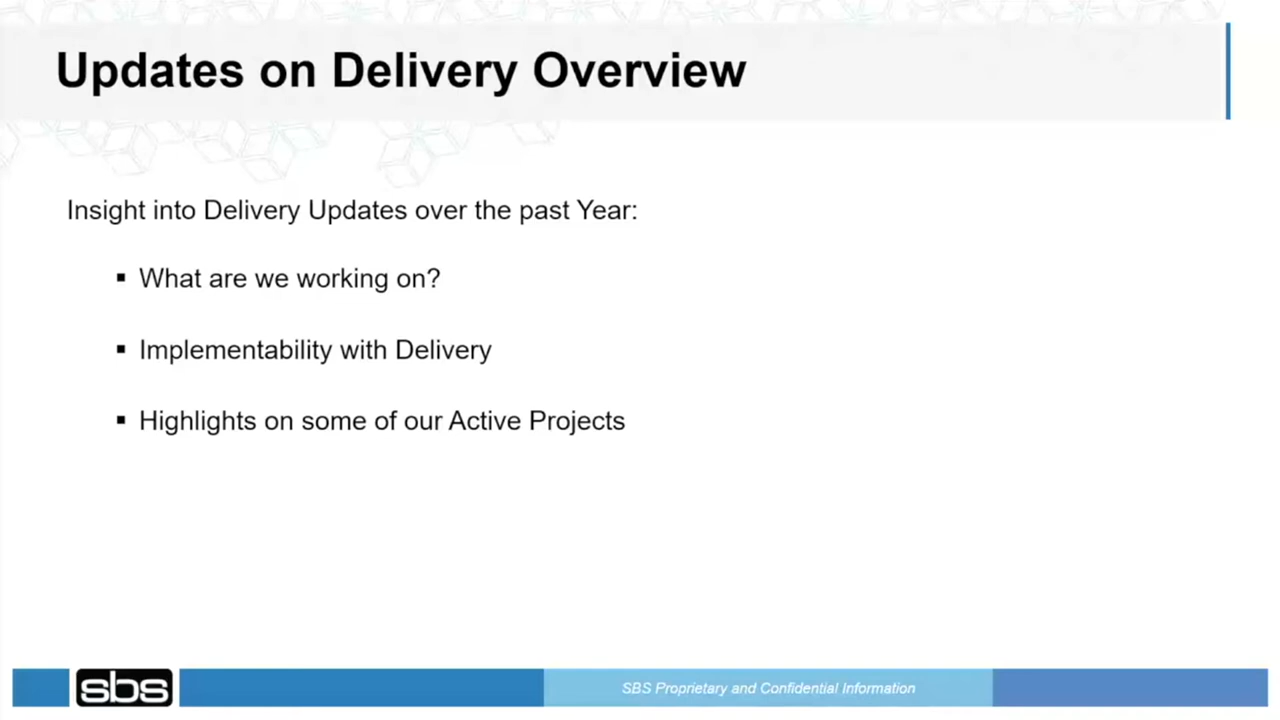 Updates on Delivery Overview
Insight into Delivery Updates over the past Year:
▪ What are we working on?
▪ Implementability with Delivery
▪ Highlights on some of our Active Projects
sbs
SBS Proprietary and Confidential Information